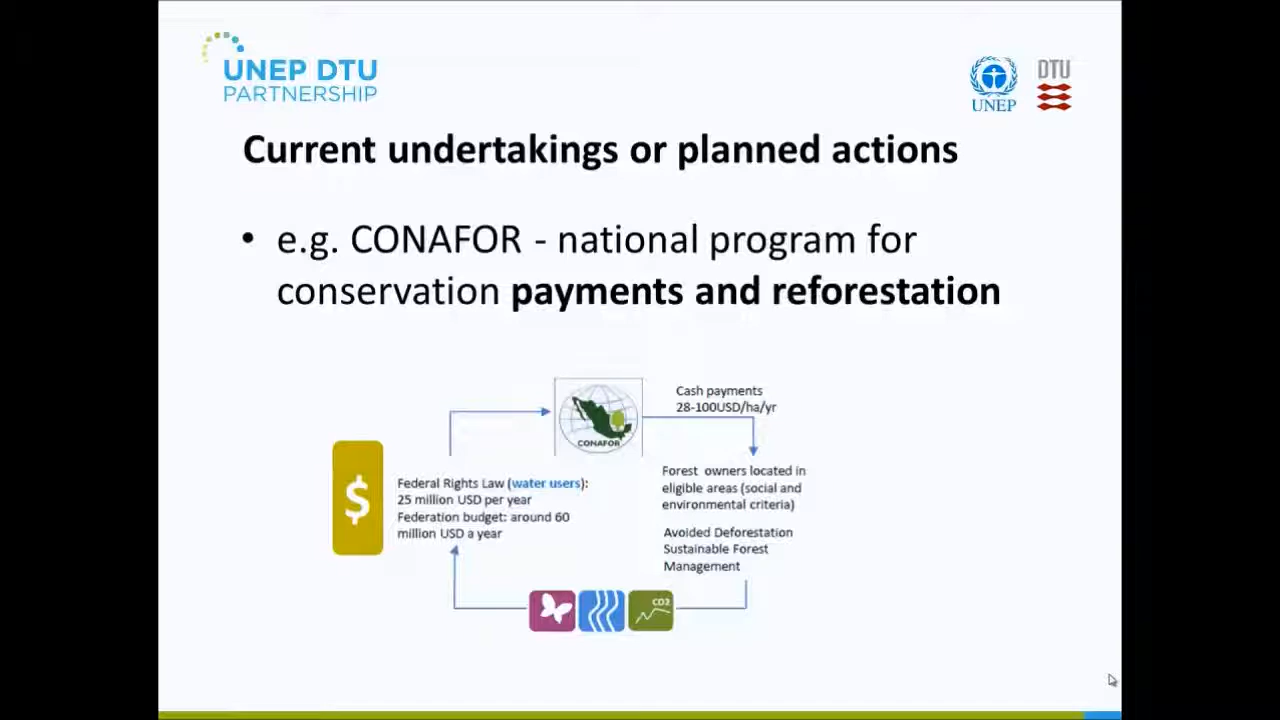 UNEP DTU
PARTNERSHIP
UNEP
DTU
Current undertakings or planned actions
• e.g. CONAFOR - national program for
conservation payments and reforestation
CONAFOR
Cash payments
28-100USD/ha/yr
$
Federal Rights Law (water users):
25 million USD per year
Federation budget: around 60
million USD a year
Forest owners located in
eligible areas (social and
environmental criteria)
Avoided Deforestation
Sustainable Forest
Management
CO2